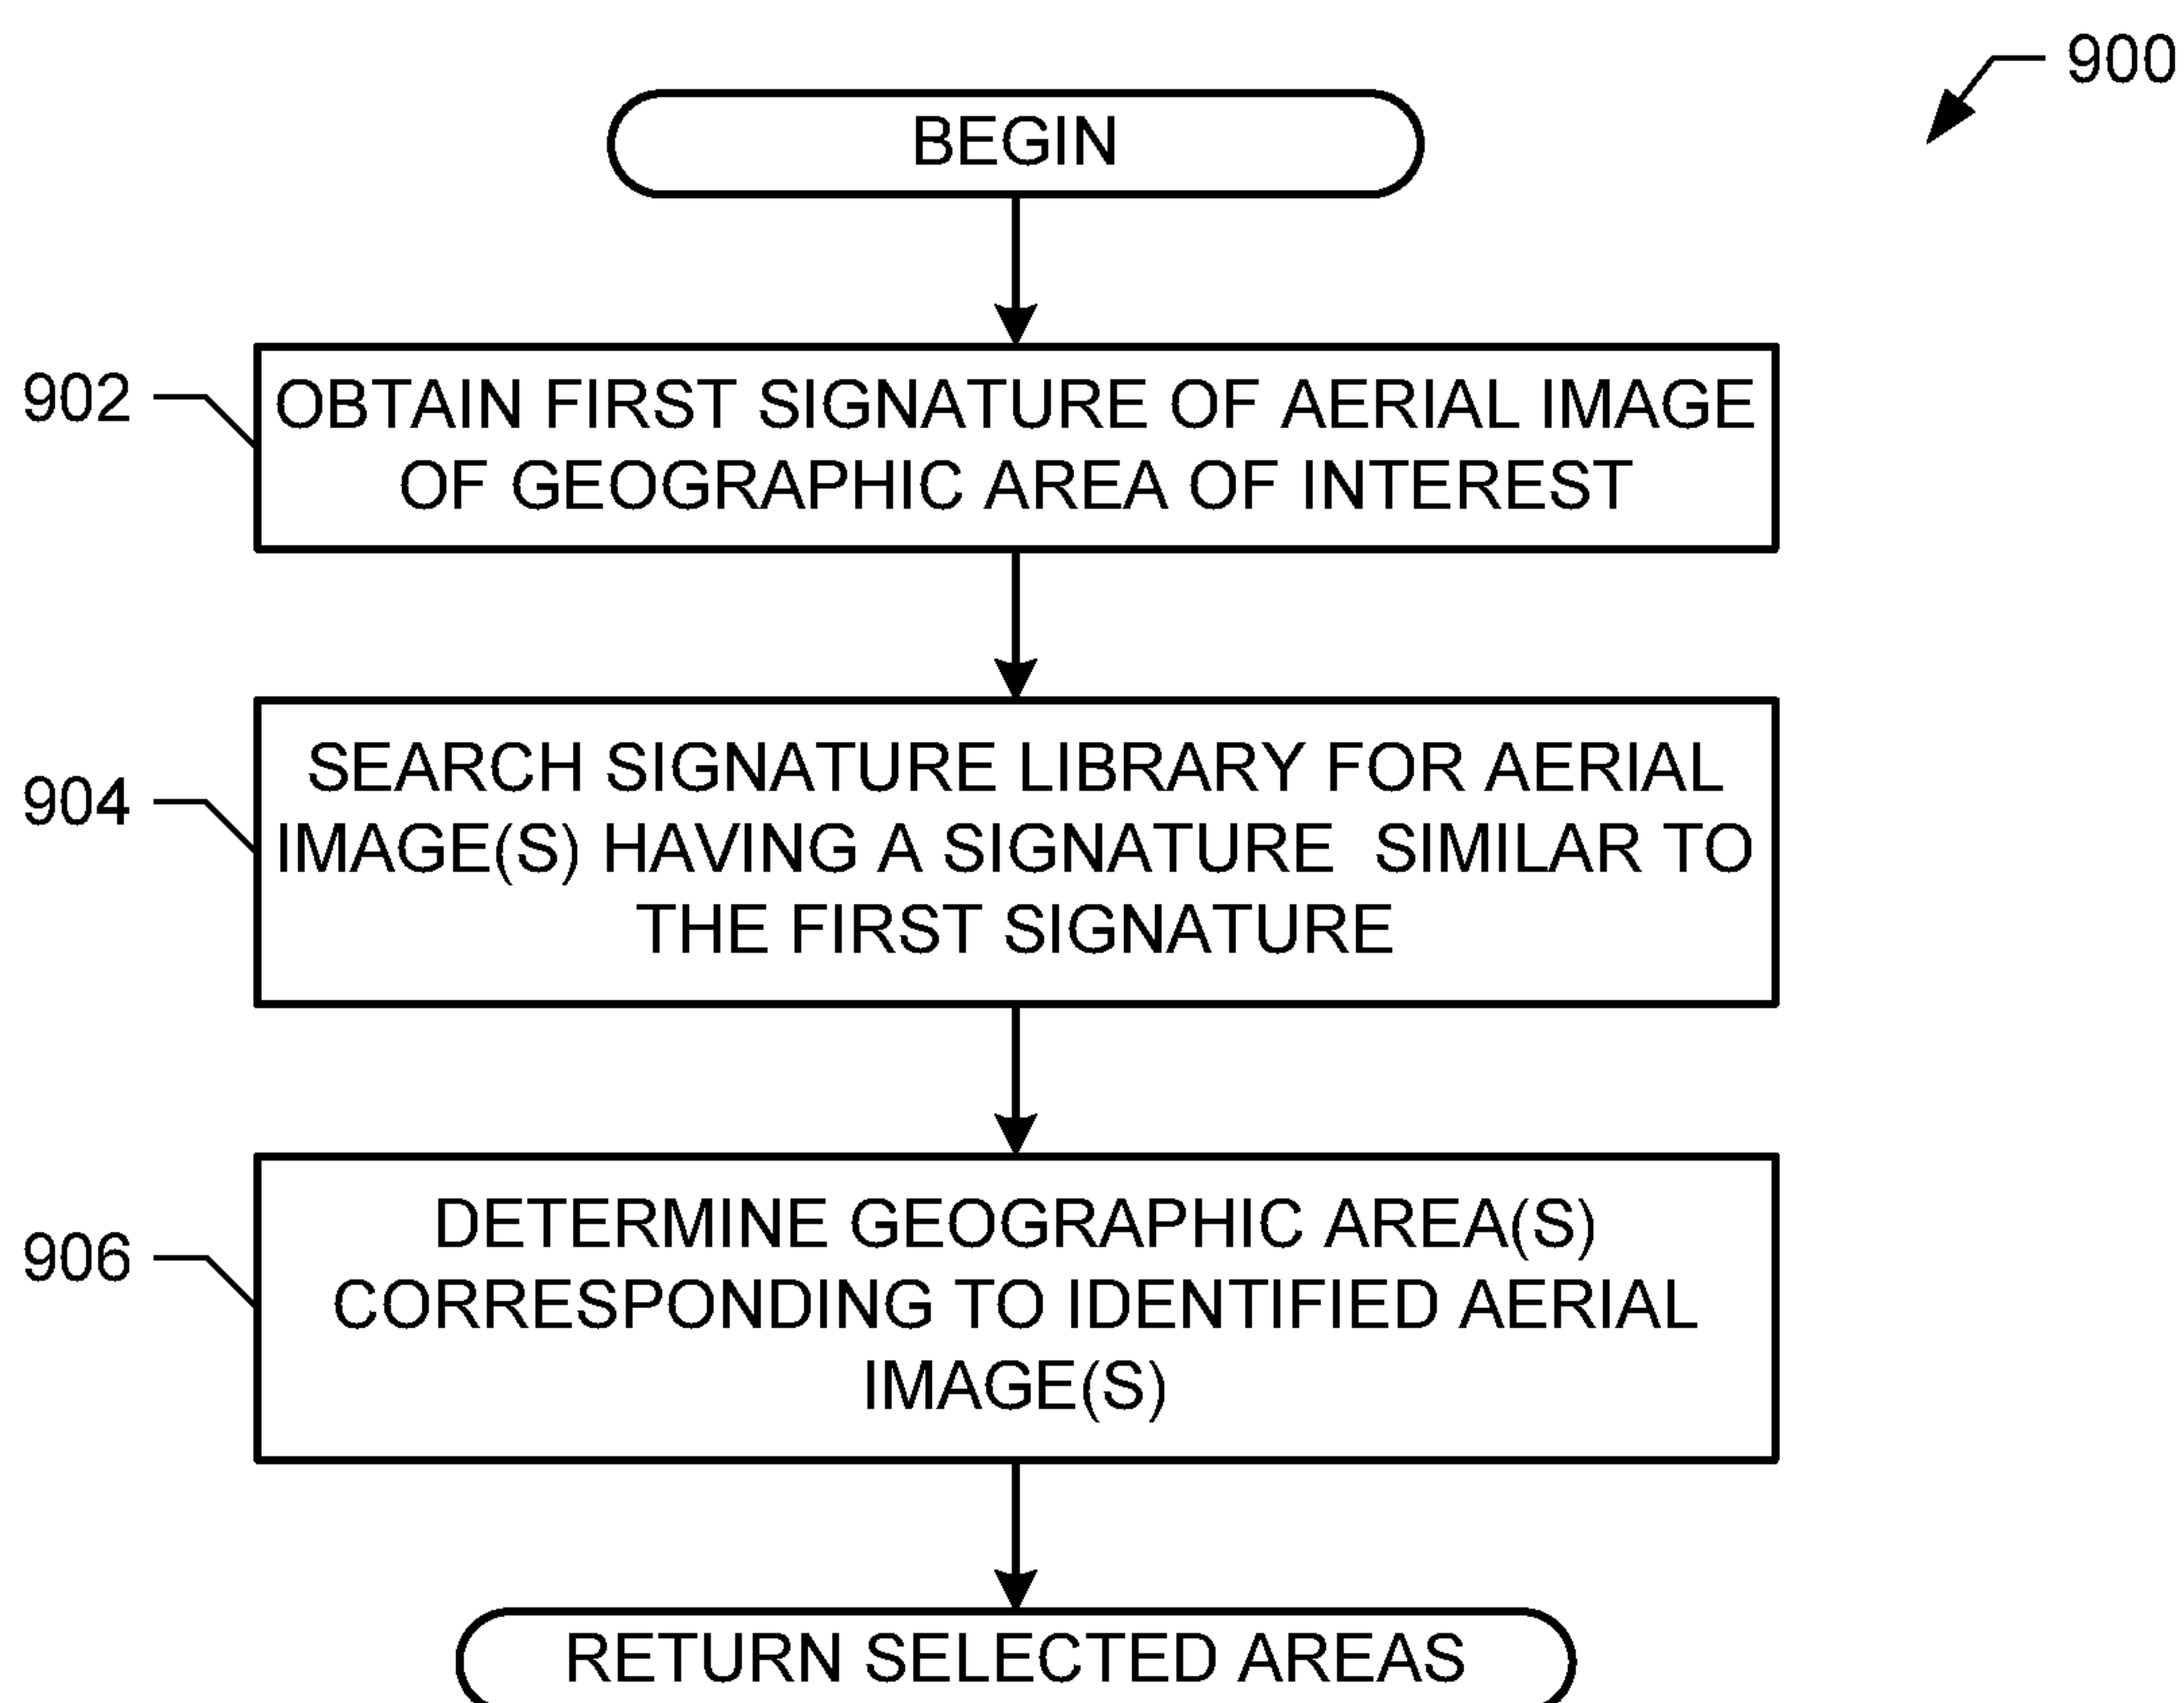 900
BEGIN
902
OBTAIN FIRST SIGNATURE OF AERIAL IMAGE
OF GEOGRAPHIC AREA OF INTEREST
904
SEARCH SIGNATURE LIBRARY FOR AERIAL
IMAGE(S) HAVING A SIGNATURE SIMILAR TO
THE FIRST SIGNATURE
906
DETERMINE GEOGRAPHIC AREA(S)
CORRESPONDING TO IDENTIFIED AERIAL
IMAGE(S)
RETURN SELECTED AREAS